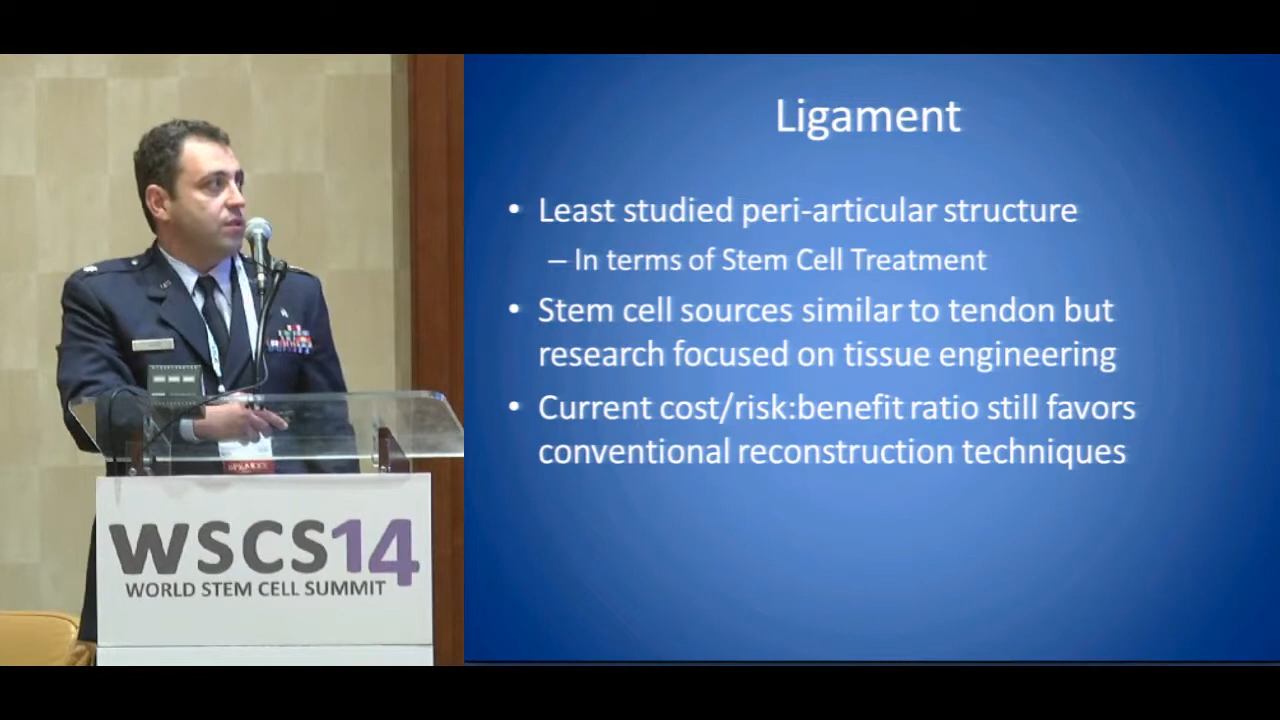 Ligament
• Least studied peri-articular structure
– In terms of Stem Cell Treatment
• Stem cell sources similar to tendon but
research focused on tissue engineering
• Current cost/risk:benefit ratio still favors
conventional reconstruction techniques
SPEAKER
WSCS14
WORLD STEM CELL SUMMIT